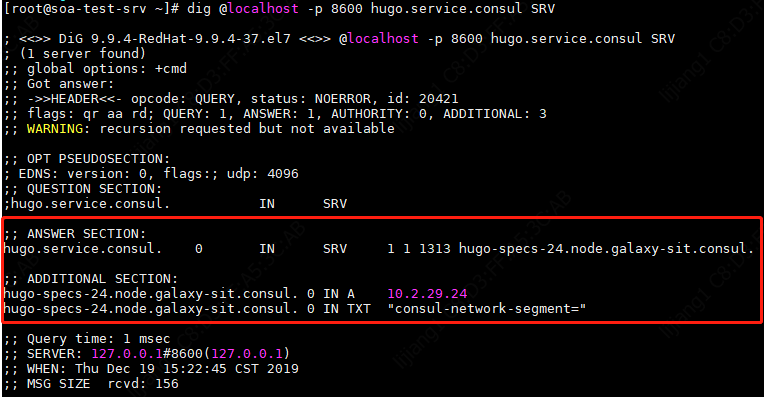 [root@soa-test-srv ~]# dig @localhost -p 8600 hugo.service.consul SRV
; <<>> DiG 9.9.4-RedHat-9.9.4-37.el7 <<>> @localhost -p 8600 hugo.service.consul SRV
; (1 server found)
;; global options: +cmd
;; Got answer:
;; ->>HEADER<<- opcode: QUERY, status: NOERROR, id: 20421
;; flags: qr aa rd; QUERY: 1, ANSWER: 1, AUTHORITY: 0, ADDITIONAL: 3
;; WARNING: recursion requested but not available
;; OPT PSEUDOSECTION:
; EDNS: version: 0, flags:; udp: 4096
;; QUESTION SECTION:
;hugo.service.consul. IN SRV
;; ANSWER SECTION:
hugo.service.consul. 0 IN SRV 1 1 1313 hugo-specs-24.node.galaxy-sit.consul.
;; ADDITIONAL SECTION:
hugo-specs-24.node.galaxy-sit.consul. 0 IN A 10.2.29.24
hugo-specs-24.node.galaxy-sit.consul. 0 IN TXT "consul-network-segment="
;; Query time: 1 msec
;; SERVER: 127.0.0.1#8600(127.0.0.1)
;; WHEN: Thu Dec 19 15:22:45 CST 2019
;; MSG SIZE rcvd: 156